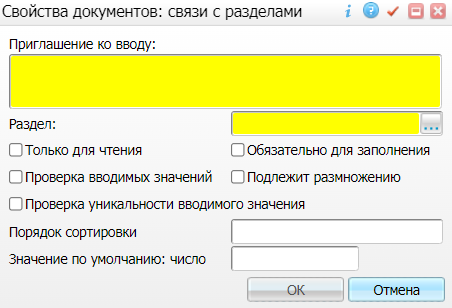 Свойства документов: связи с разделами
Приглашение ко вводу:
Раздел:
...
Только для чтения
Обязательно для заполнения
Проверка вводимых значений
Подлежит размножению
Проверка уникальности вводимого значения
Порядок сортировки
Значение по умолчанию: число
ОК
Отмена